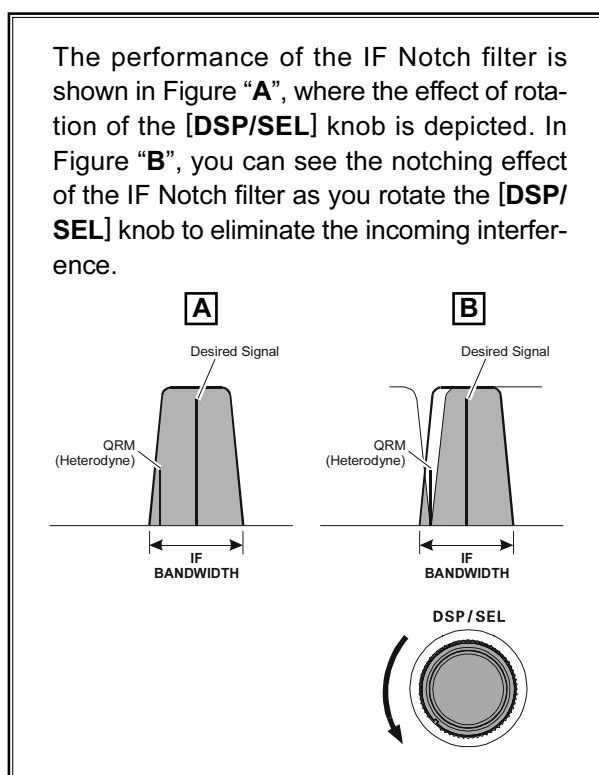 The performance of the IF Notch filter is
shown in Figure “A”, where the effect of rota-
tion of the [DSP/SEL] knob is depicted. In
Figure “B”, you can see the notching effect
of the IF Notch filter as you rotate the [DSP/
SEL] knob to eliminate the incoming interfer-
ence.
A
Desired Signal
QRM
(Heterodyne)
IF
BANDWIDTH
B
Desired Signal
QRM
(Heterodyne)
IF
BANDWIDTH
DSP/SEL